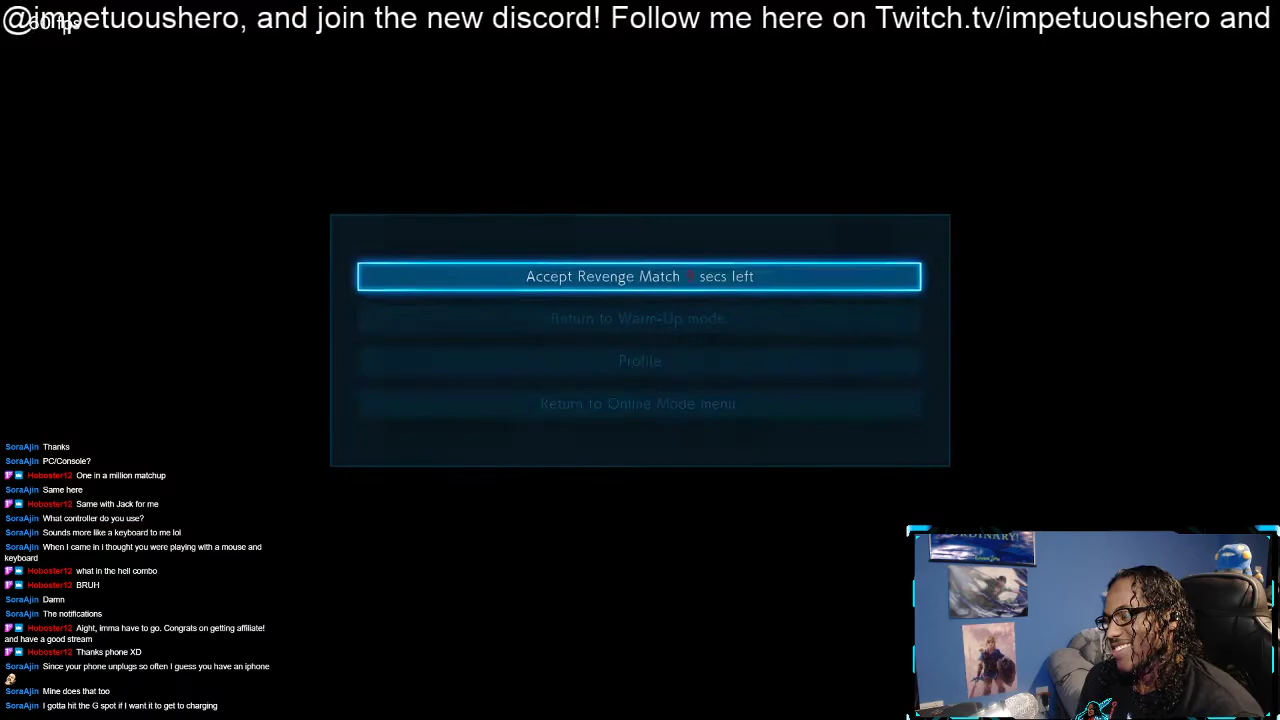 @impetuoushero, and join the new discord! Follow me here on Twitch.tv/impetuoushero and
60 fps
Accept Revenge Match secs left
Return to Warm-Up mode
Profile
Return to Online Mode menu
SoraAjin Thanks
SoraAjin PC/Console?
Hoboster12 One in a million matchup
SoraAjin Same here
Hoboster12 Same with Jack for me
SoraAjin What controller do you use?
SoraAjin Sounds more like a keyboard to me lol
SoraAjin When I came in I thought you were playing with a mouse and
keyboard
Hoboster12 what in the hell combo
Hoboster12 BRUH
SoraAjin Damn
SoraAjin The notifications
Hoboster12 Aight, imma have to go. Congrats on getting affiliate!
and have a good stream
Hoboster12 Thanks phone XD
SoraAjin Since your phone unplugs so often I guess you have an iphone
SoraAjin Mine does that too
SoraAjin I gotta hit the G spot if I want it to get to charging